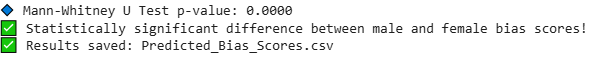 🔹 Mann-Whitney U Test p-value: 0.0000
✅ Statistically significant difference between male and female bias scores!
✅ Results saved: Predicted_Bias_Scores.csv